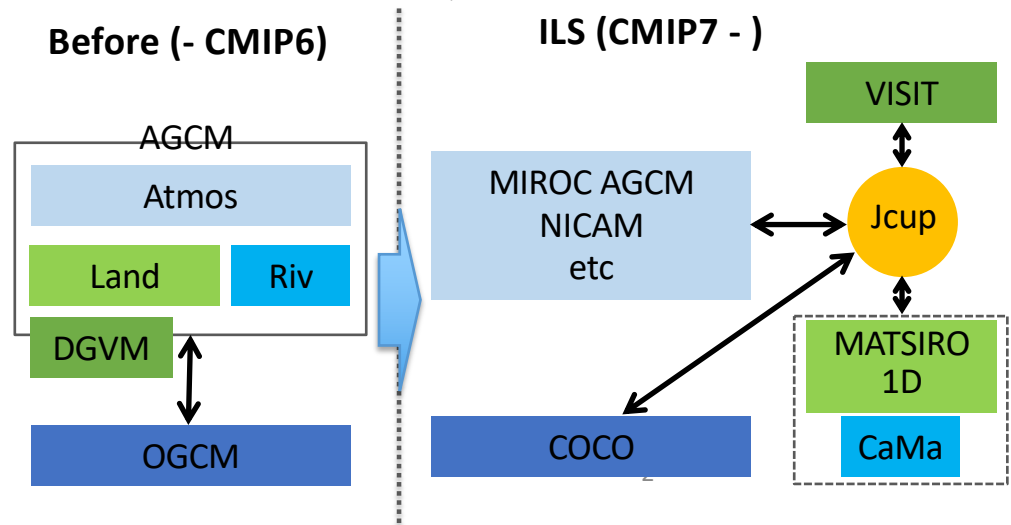 Before (- CMIP6)
AGCM
Atmos
Land
Riv
DGVM
OGCM
ILS (CMIP7 - )
VISIT
MIROC AGCM
NICAM
etc
Jcup
MATSIRO
1D
COCO
CaMa